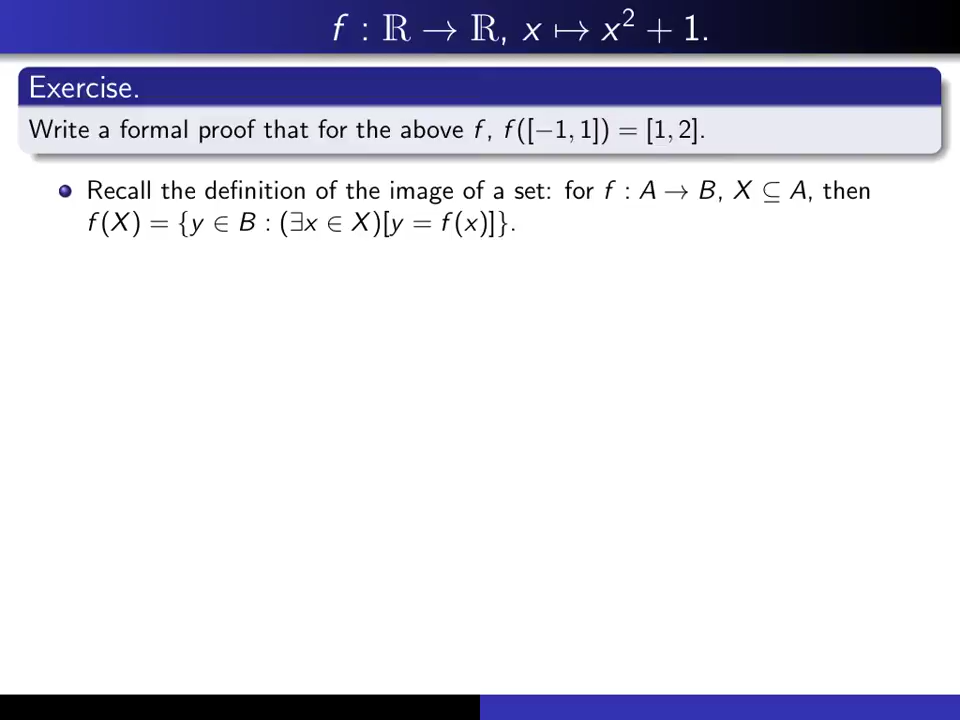 f : ℝ → ℝ, x ↦ x² + 1.
Exercise.
Write a formal proof that for the above f, f([−1, 1]) = [1, 2].
Recall the definition of the image of a set: for f : A → B, X ⊆ A, then
f(X) = {y ∈ B : (∃x ∈ X)[y = f(x)]}.